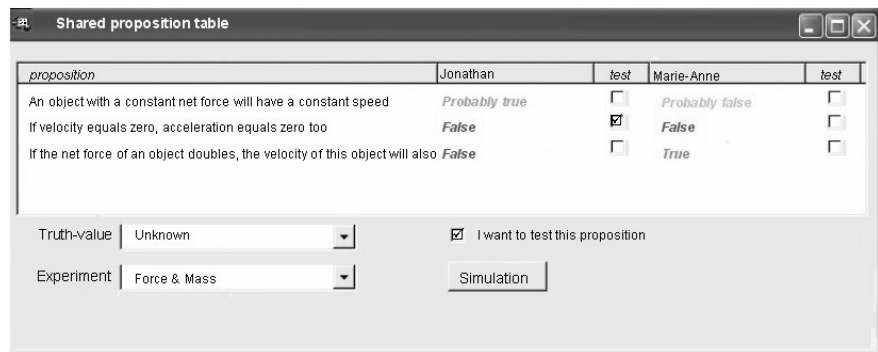 Shared proposition table
proposition Jonathan test Marie-Anne test
An object with a constant net force will have a constant speed Probably true Probably false
If velocity equals zero, acceleration equals zero too False False
If the net force of an object doubles, the velocity of this object will also False True
Truth-value Unknown I want to test this proposition
Experiment Force & Mass Simulation